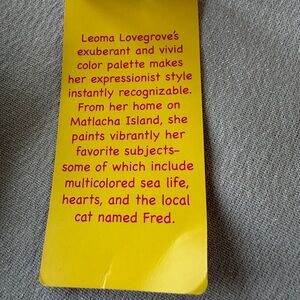 Leoma Lovegrove's
exuberant and vivid
color palette makes
her expressionist style
instantly recognizable.
From her home on
Matlacha Island, she
paints vibrantly her
favorite subjects-
some of which include
multicolored sea life,
hearts, and the local
cat named Fred.